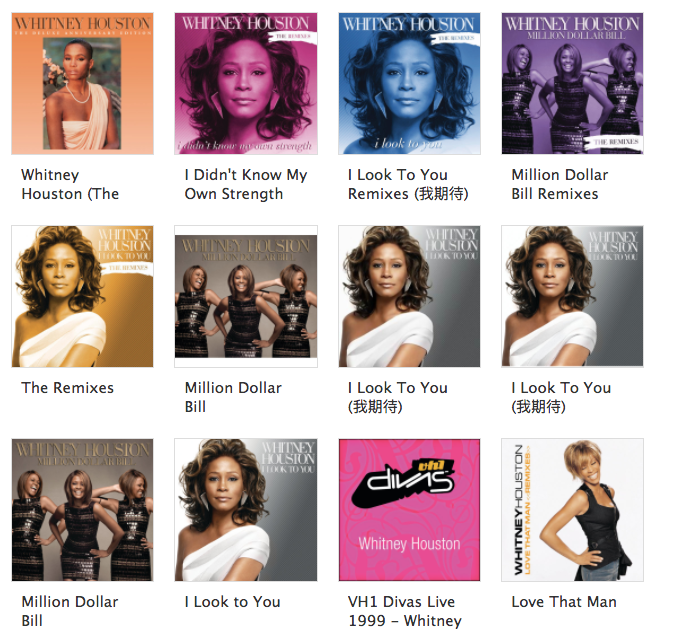 WHITNEY HOUSTON
THE DELUXE ANNIVERSARY EDITION
WHITNEY HOUSTON
THE REMIXES
i didn't know my own strength
WHITNEY HOUSTON
THE REMIXES
i look to you
WHITNEY HOUSTON
MILLION DOLLAR BILL
THE REMIXES
Whitney
Houston (The
I Didn't Know My
Own Strength
I Look To You
Remixes (我期待)
Million Dollar
Bill Remixes
WHITNEY
HOUSTON
I LOOK TO YOU
THE REMIXES
WHITNEY HOUSTON
MILLION DOLLAR BILL
WHITNEY
HOUSTON
I LOOK TO YOU
WHITNEY
HOUSTON
I LOOK TO YOU
The Remixes
Million Dollar
Bill
I Look To You
(我期待)
I Look To You
(我期待)
WHITNEY HOUSTON
MILLION DOLLAR BILL
WHITNEY
HOUSTON
I LOOK TO YOU
vh1
divas
Whitney Houston
WHITNEYHOUSTON
LOVE THAT MAN REMIXES
Million Dollar
Bill
I Look to You
VH1 Divas Live
1999 – Whitney
Love That Man